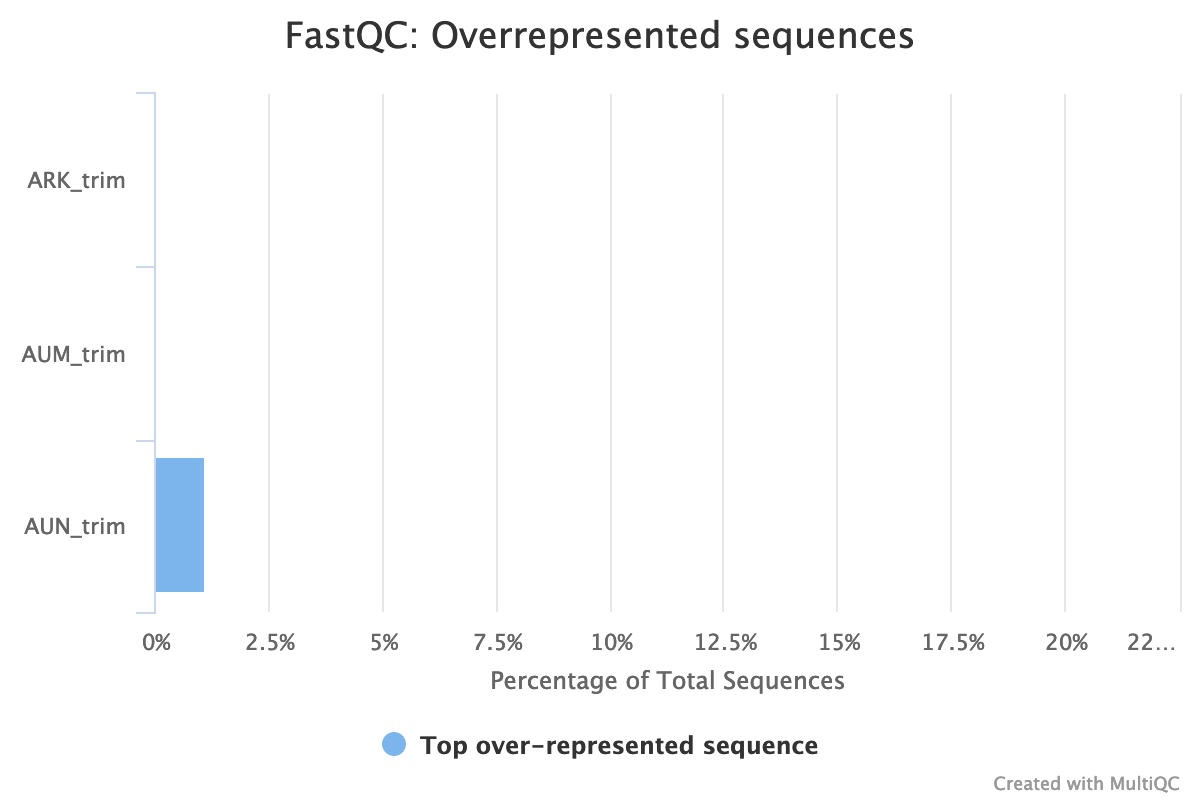 FastQC: Overrepresented sequences
ARK_trim
AUM_trim
AUN_trim
0% 2.5% 5% 7.5% 10% 12.5% 15% 17.5% 20% 22...
Percentage of Total Sequences
Top over-represented sequence
Created with MultiQC